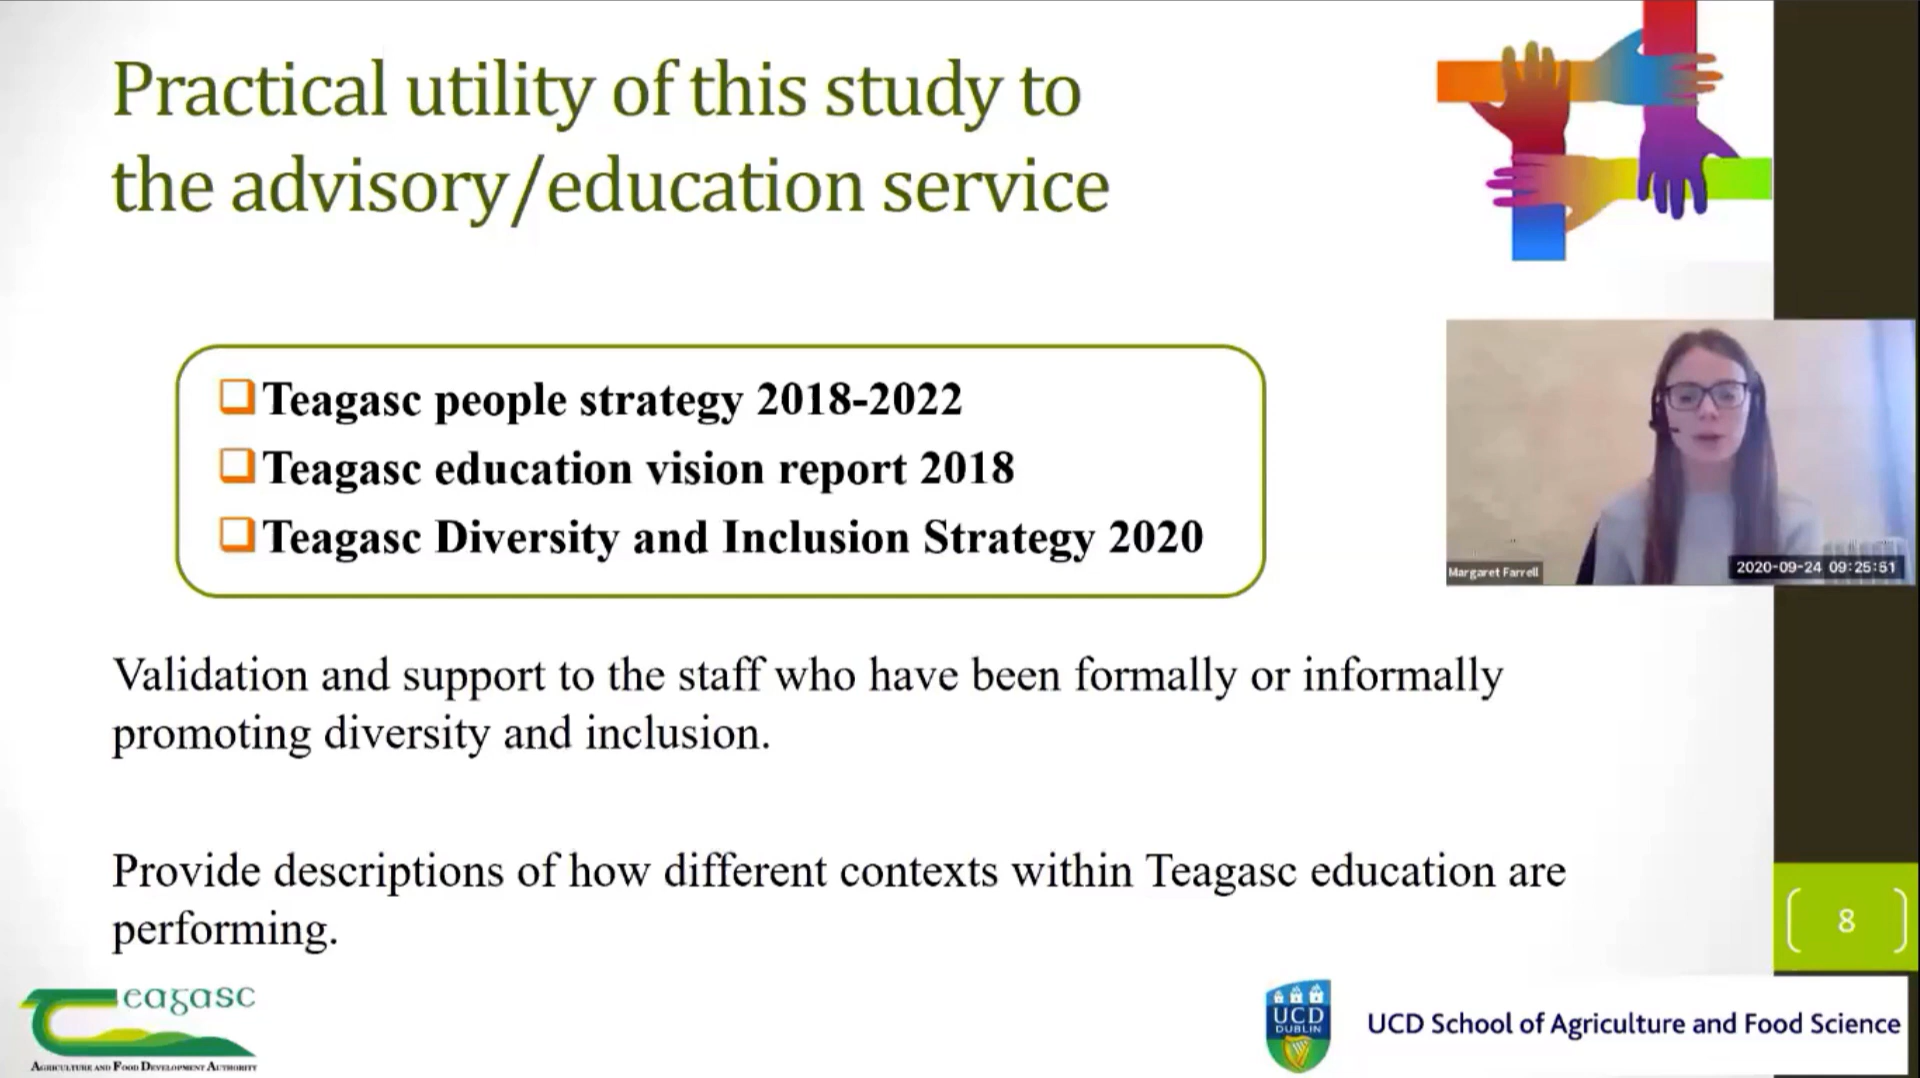 Practical utility of this study to
the advisory/education service
Teagasc people strategy 2018-2022
Teagasc education vision report 2018
Teagasc Diversity and Inclusion Strategy 2020
Margaret Farrell
2020-09-24 09:25:51
Validation and support to the staff who have been formally or informally
promoting diversity and inclusion.
Provide descriptions of how different contexts within Teagasc education are
performing.
8
eagasc
AGRICULTURE AND FOOD DEVELOPMENT AUTHORITY
UCD
DUBLIN
UCD School of Agriculture and Food Science